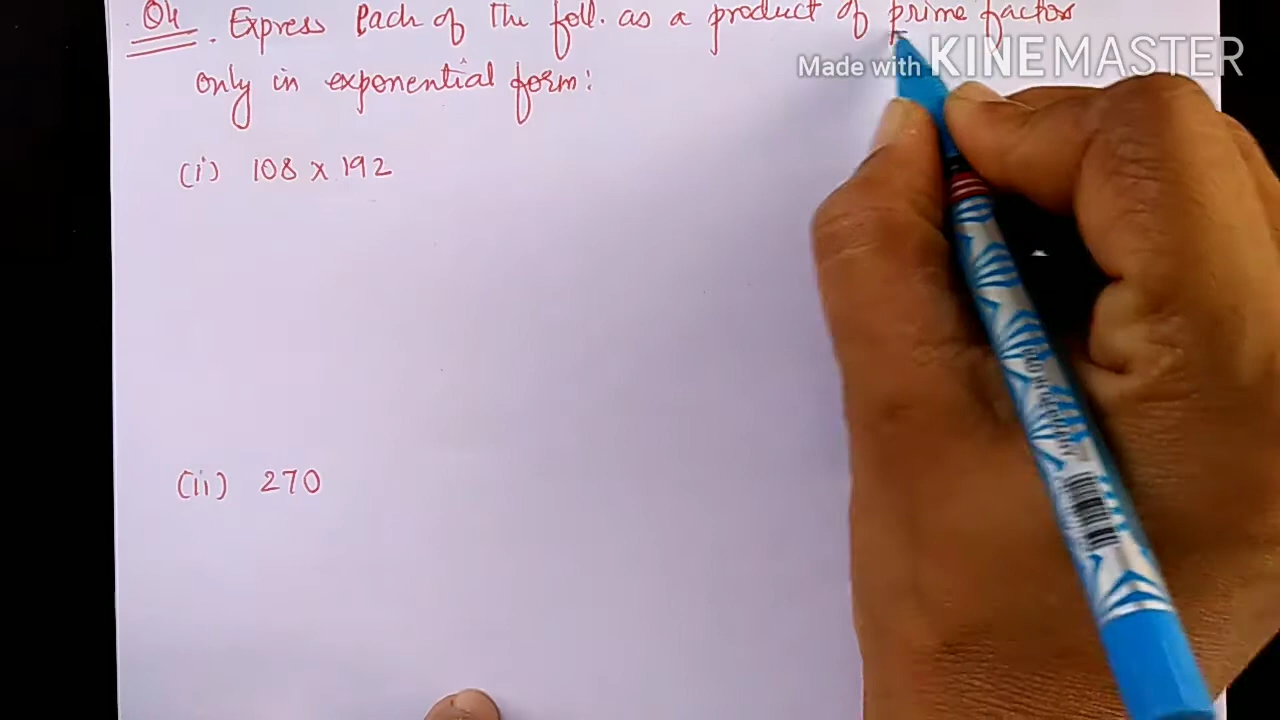 Q4. Express Each of the foll. as a product of prime factors
only in exponential form:
Made with KINEMASTER
(i) 108 x 192
(ii) 270